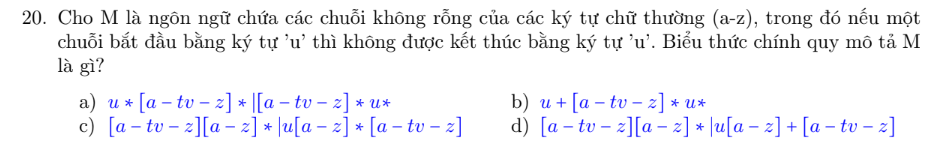 20. Cho M là ngôn ngữ chứa các chuỗi không rỗng của các ký tự chữ thường (a-z), trong đó nếu một
chuỗi bắt đầu bằng ký tự 'u' thì không được kết thúc bằng ký tự 'u'. Biểu thức chính quy mô tả M
là gì?
a) u ∗ [a − tv − z] ∗ |[a − tv − z] ∗ u∗
b) u + [a − tv − z] ∗ u∗
c) [a − tv − z][a − z] ∗ |u[a − z] ∗ [a − tv − z]
d) [a − tv − z][a − z] ∗ |u[a − z] + [a − tv − z]